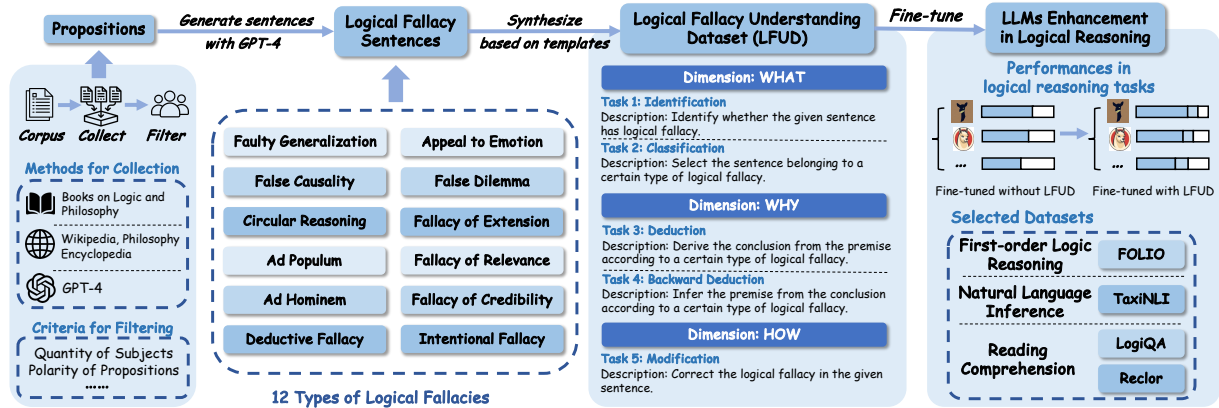 Propositions
Generate sentences
with GPT-4
Logical Fallacy
Sentences
Synthesize
based on templates
Logical Fallacy Understanding
Dataset (LFUD)
Fine-tune
LLMs Enhancement
in Logical Reasoning
Corpus
Collect
Filter
Methods for Collection
Books on Logic and
Philosophy
Wikipedia, Philosophy
Encyclopedia
GPT-4
Criteria for Filtering
Quantity of Subjects
Polarity of Propositions
......
Faulty Generalization
Appeal to Emotion
False Causality
False Dilemma
Circular Reasoning
Fallacy of Extension
Ad Populum
Fallacy of Relevance
Ad Hominem
Fallacy of Credibility
Deductive Fallacy
Intentional Fallacy
12 Types of Logical Fallacies
Dimension: WHAT
Task 1: Identification
Description: Identify whether the given sentence
has logical fallacy.
Task 2: Classification
Description: Select the sentence belonging to a
certain type of logical fallacy.
Dimension: WHY
Task 3: Deduction
Description: Derive the conclusion from the premise
according to a certain type of logical fallacy.
Task 4: Backward Deduction
Description: Infer the premise from the conclusion
according to a certain type of logical fallacy.
Dimension: HOW
Task 5: Modification
Description: Correct the logical fallacy in the given
sentence.
Performances in
logical reasoning tasks
...
...
Fine-tuned without LFUD
Fine-tuned with LFUD
Selected Datasets
First-order Logic
Reasoning
FOLIO
Natural Language
Inference
TaxiNLI
Reading
Comprehension
LogiQA
Reclor